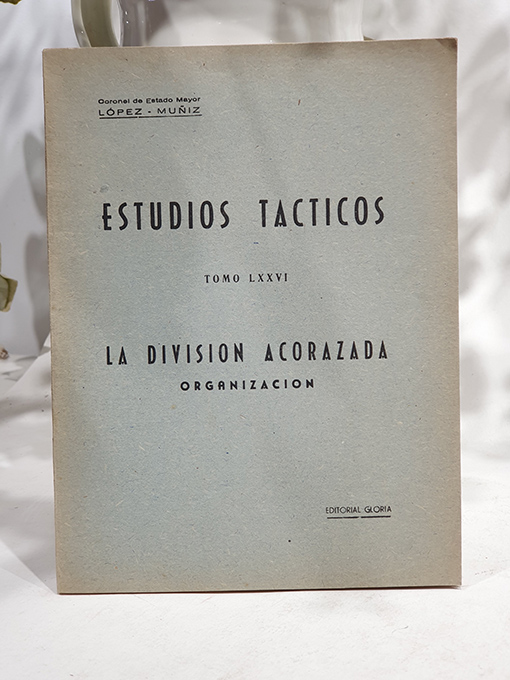 Coronel de Estado Mayor
LÓPEZ - MUÑIZ
ESTUDIOS TACTICOS
TOMO LXXVI
LA DIVISION ACORAZADA
ORGANIZACION
EDITORIAL GLORIA